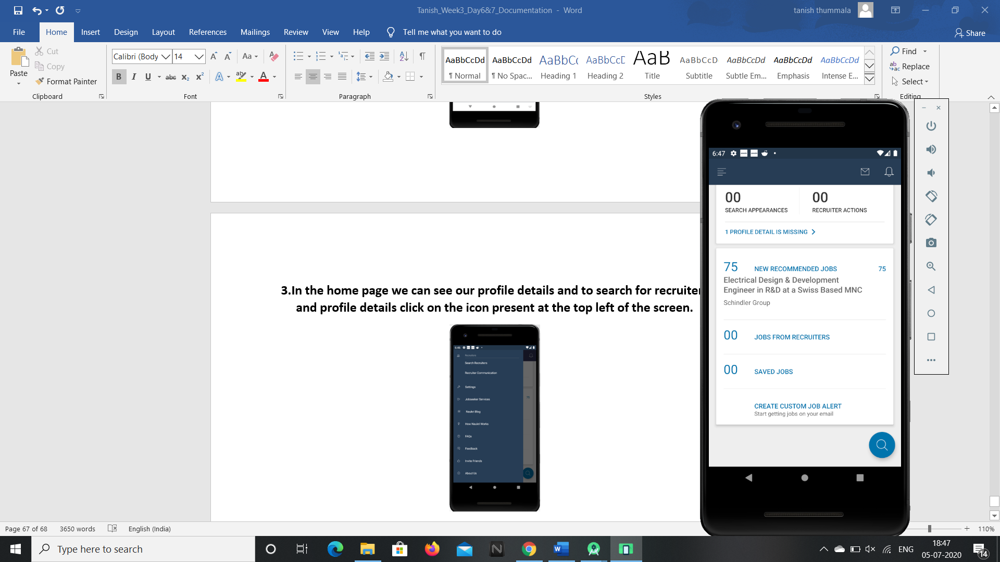 Tanish_Week3_Day6&7_Documentation - Word
tanish thummala
File Home Insert Design Layout References Mailings Review View Help Tell me what you want to do
Share
Paste
Cut
Copy
Format Painter
Clipboard
Calibri (Body 14
Font
Paragraph
AaBbCcDd
¶ Normal
AaBbCcDd
¶ No Spac...
AaBbCc
Heading 1
AaBbCcD
Heading 2
AaB
Title
AaBbCcD
Subtitle
AaBbCcDd
Subtle Em...
AaBbCcDd
Emphasis
AaBbCcDd
Intense E...
Styles
Find
Replace
Select
Editing
3.In the home page we can see our profile details and to search for recruiter
and profile details click on the icon present at the top left of the screen.
6:46
Recruiters
Search Recruiters
Recruiter Communication
Settings
Jobseeker Services
Naukri Blog
How Naukri Works
FAQs
Feedback
Invite Friends
About Us
75
6:47
00 00
SEARCH APPEARANCES RECRUITER ACTIONS
1 PROFILE DETAIL IS MISSING
75 NEW RECOMMENDED JOBS 75
Electrical Design & Development
Engineer in R&D at a Swiss Based MNC
Schindler Group
00 JOBS FROM RECRUITERS
00 SAVED JOBS
CREATE CUSTOM JOB ALERT
Start getting jobs on your email
Page 67 of 68 3650 words English (India)
110%
Type here to search
ENG
18:47
05-07-2020
14